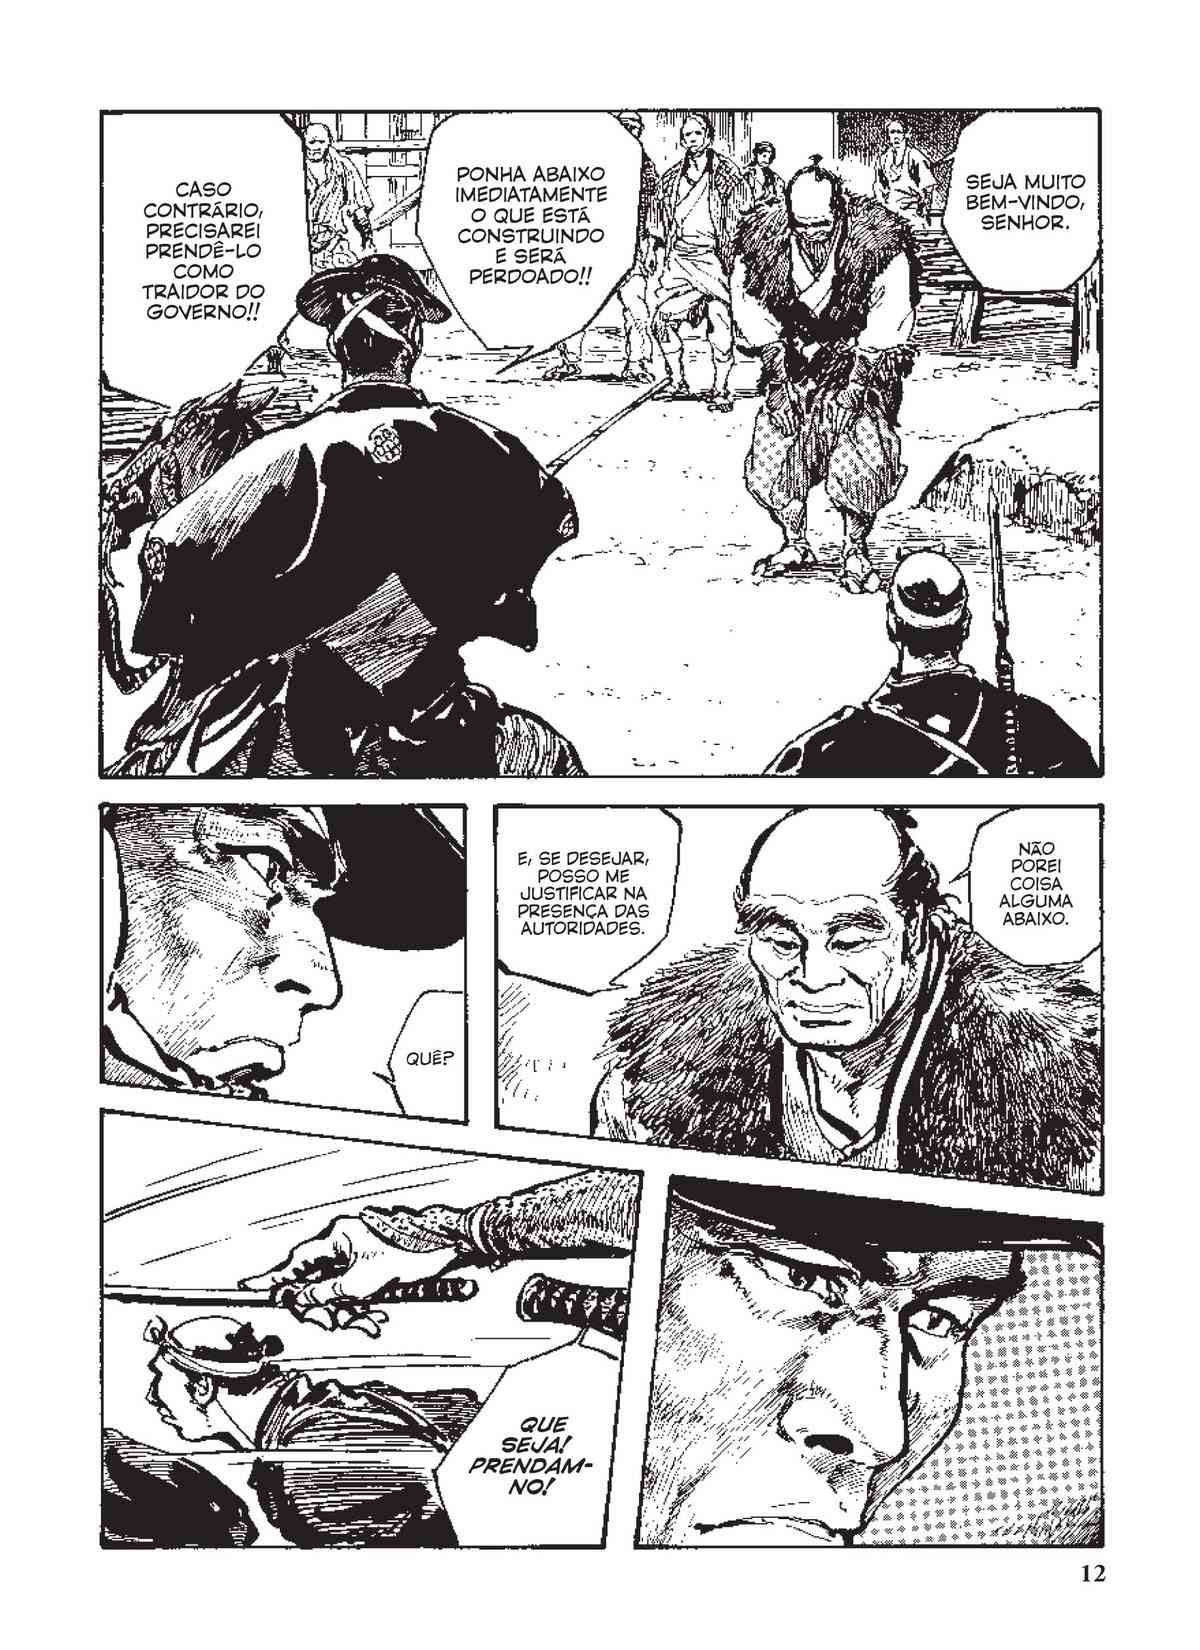 SEJA MUITO
BEM-VINDO,
SENHOR.
PONHA ABAIXO
IMEDIATAMENTE
O QUE ESTÁ
CONSTRUINDO
E SERÁ
PERDOADO!!
CASO
CONTRÁRIO,
PRECISAREI
PRENDÊ-LO
COMO
TRAIDOR DO
GOVERNO!!
NÃO
POREI
COISA
ALGUMA
ABAIXO.
E, SE DESEJAR,
POSSO ME
JUSTIFICAR NA
PRESENÇA DAS
AUTORIDADES.
QUÊ?
QUE
SEJA!
PRENDAM-
NO!
12